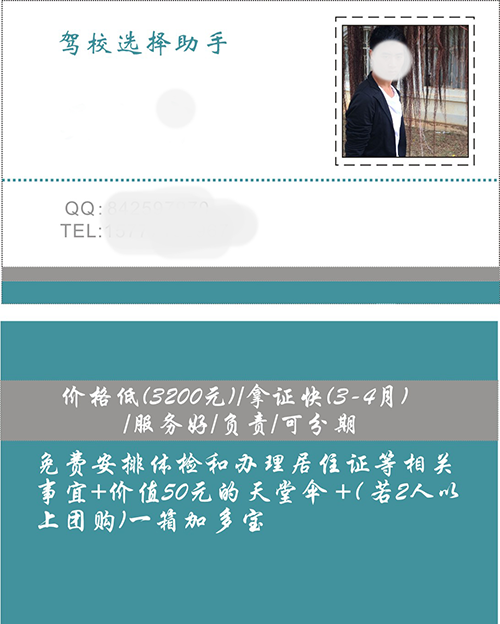 驾校选择助手
QQ:
TEL:
价格低(3200元)/拿证快(3-4月)
/服务好/负责/可分期
免费安排体检和办理居住证等相关
事宜+价值50元的天堂伞+(若2人以
上团购)一箱加多宝